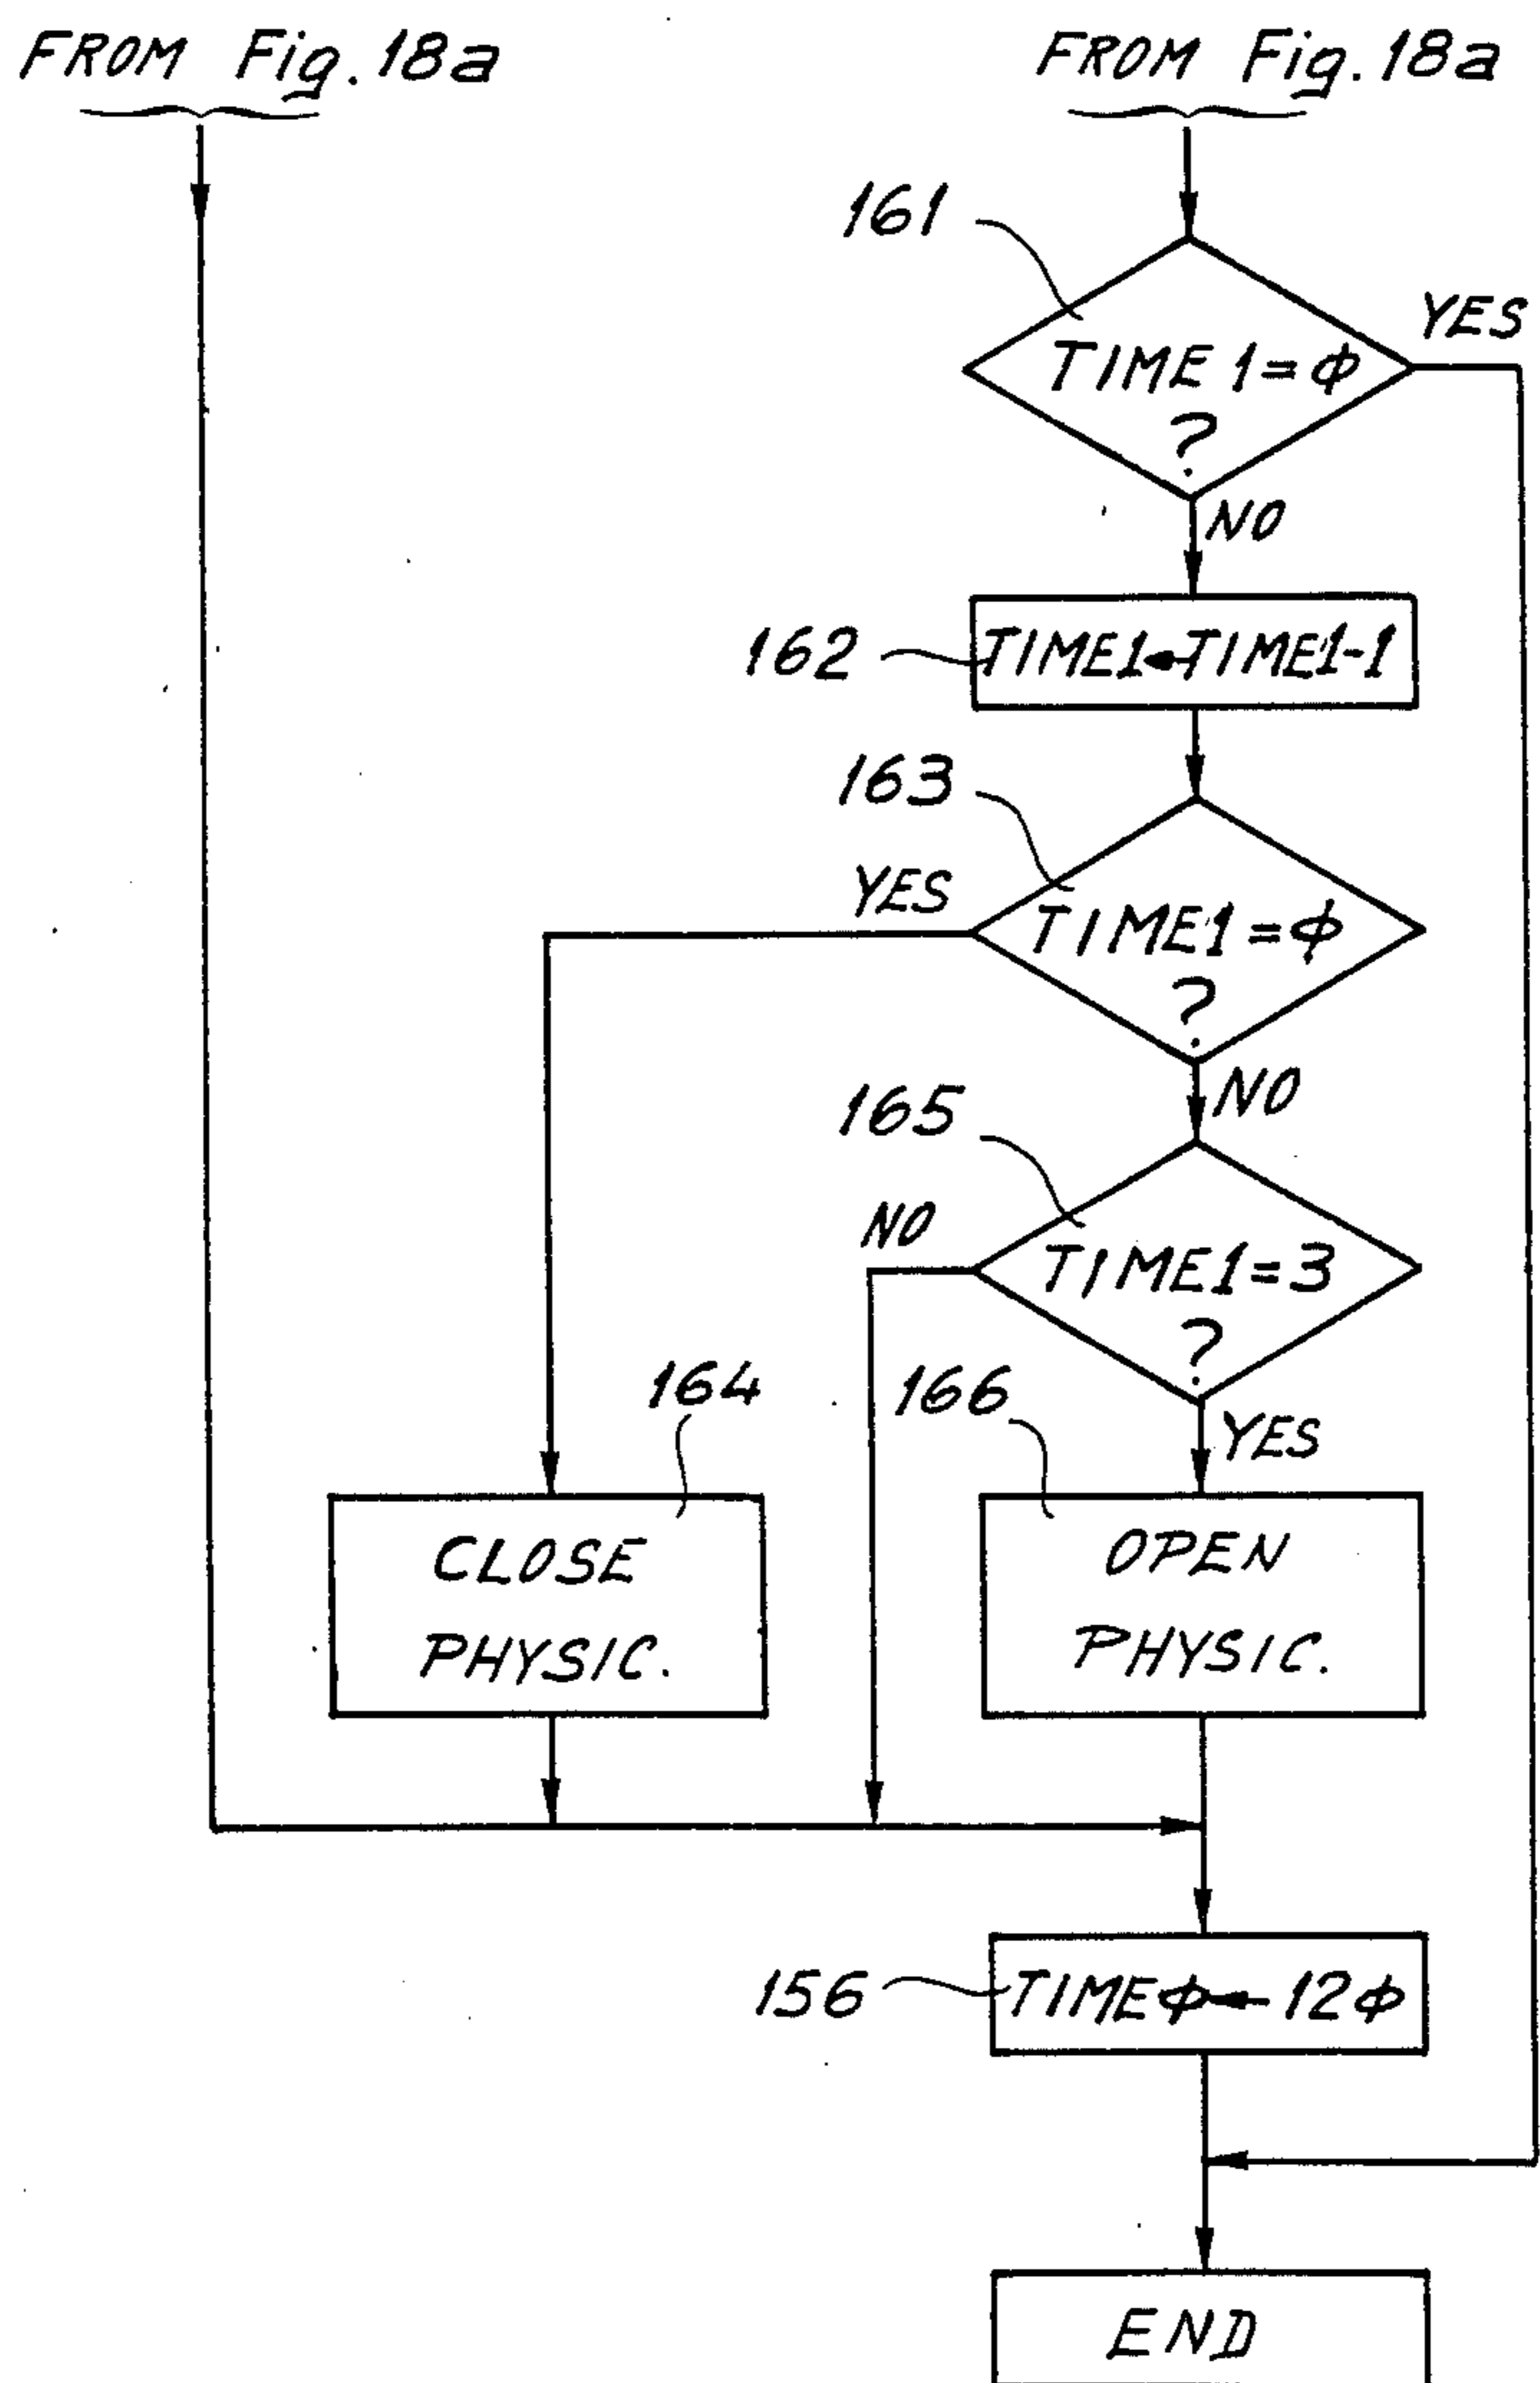 FROM Fig. 18a
FROM Fig. 18a
161
YES
TIME 1 = ϕ
?
NO
162
TIME1 ← TIME1-1
163
YES
TIME1 = ϕ
?
NO
165
NO
TIME1 = 3
?
164
166
YES
CLOSE
PHYSIC.
OPEN
PHYSIC.
156
TIMEϕ ← 12ϕ
END